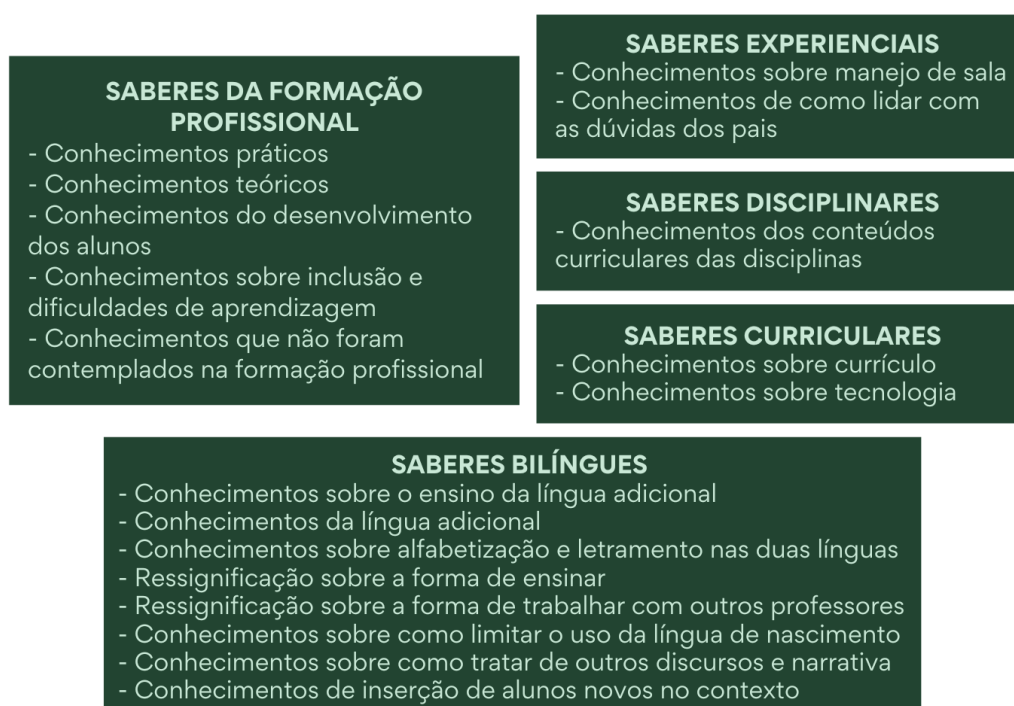 SABERES DA FORMAÇÃO
PROFISSIONAL
- Conhecimentos práticos
- Conhecimentos teóricos
- Conhecimentos do desenvolvimento
dos alunos
- Conhecimentos sobre inclusão e
dificuldades de aprendizagem
- Conhecimentos que não foram
contemplados na formação profissional
SABERES EXPERIENCIAIS
- Conhecimentos sobre manejo de sala
- Conhecimentos de como lidar com
as dúvidas dos pais
SABERES DISCIPLINARES
- Conhecimentos dos conteúdos
curriculares das disciplinas
SABERES CURRICULARES
- Conhecimentos sobre currículo
- Conhecimentos sobre tecnologia
SABERES BILÍNGUES
- Conhecimentos sobre o ensino da língua adicional
- Conhecimentos da língua adicional
- Conhecimentos sobre alfabetização e letramento nas duas línguas
- Ressignificação sobre a forma de ensinar
- Ressignificação sobre a forma de trabalhar com outros professores
- Conhecimentos sobre como limitar o uso da língua de nascimento
- Conhecimentos sobre como tratar de outros discursos e narrativa
- Conhecimentos de inserção de alunos novos no contexto